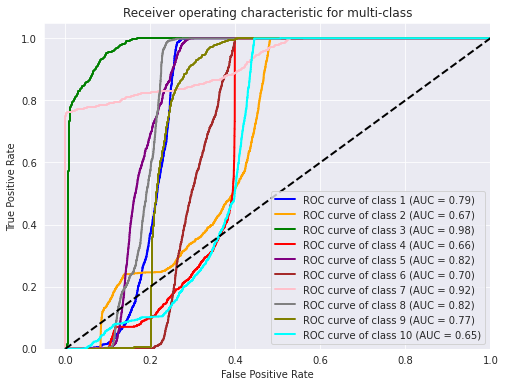 Receiver operating characteristic for multi-class
True Positive Rate
1.0
0.8
0.6
0.4
0.2
0.0
ROC curve of class 1 (AUC = 0.79)
ROC curve of class 2 (AUC = 0.67)
ROC curve of class 3 (AUC = 0.98)
ROC curve of class 4 (AUC = 0.66)
ROC curve of class 5 (AUC = 0.82)
ROC curve of class 6 (AUC = 0.70)
ROC curve of class 7 (AUC = 0.92)
ROC curve of class 8 (AUC = 0.82)
ROC curve of class 9 (AUC = 0.77)
ROC curve of class 10 (AUC = 0.65)
0.0 0.2 0.4 0.6 0.8 1.0
False Positive Rate